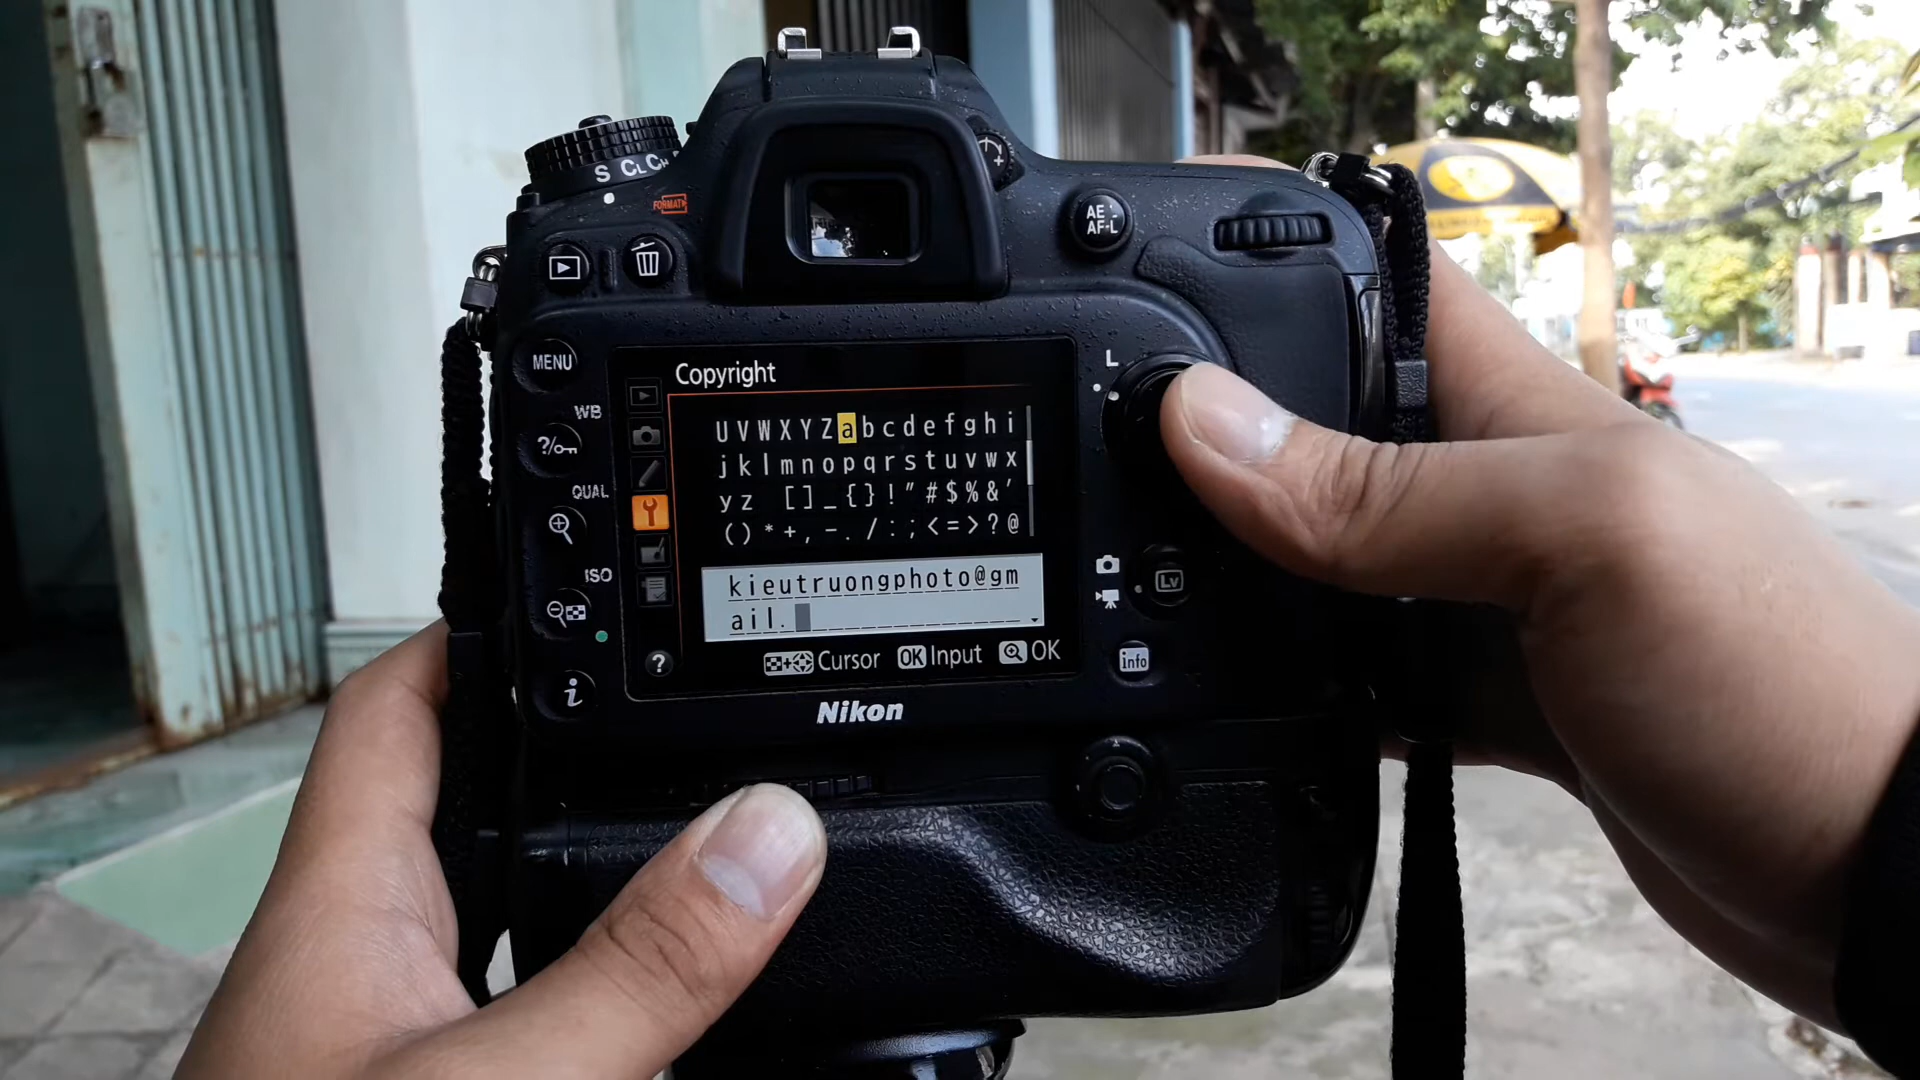 S CL CH
FORMAT
AE -
AF-L
MENU
WB
?/
QUAL
ISO
i
L
Copyright
UVWXYZabcdefghi
jklmnopqrstuvwx
yz []_{}!"#$%&'
()*+,-./:;<=>?@
kieutruongphoto@gm
ail.
? Cursor OK Input OK
Lv
info
Nikon